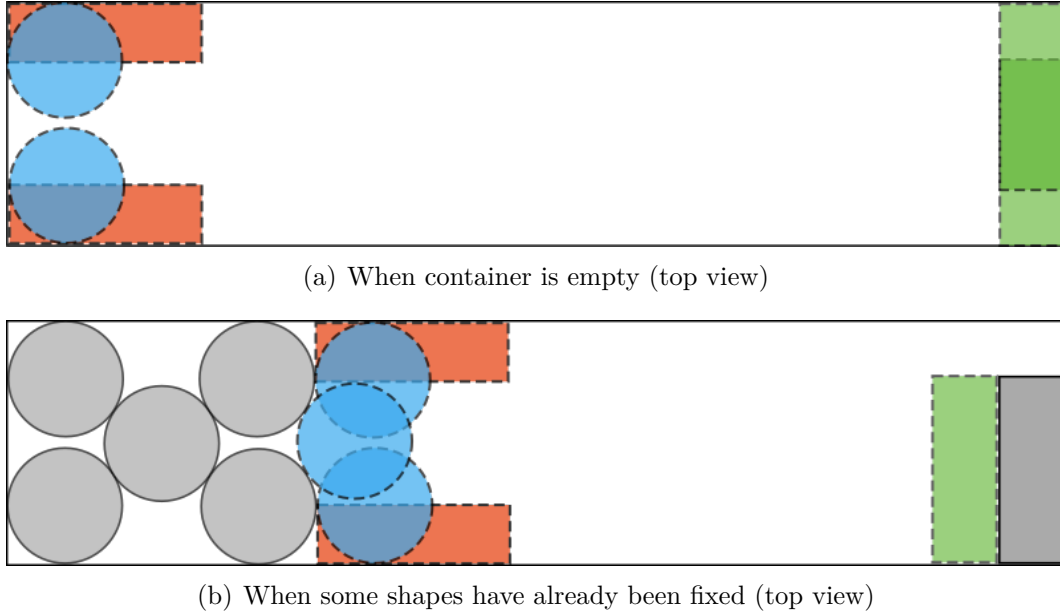 (a) When container is empty (top view)
(b) When some shapes have already been fixed (top view)